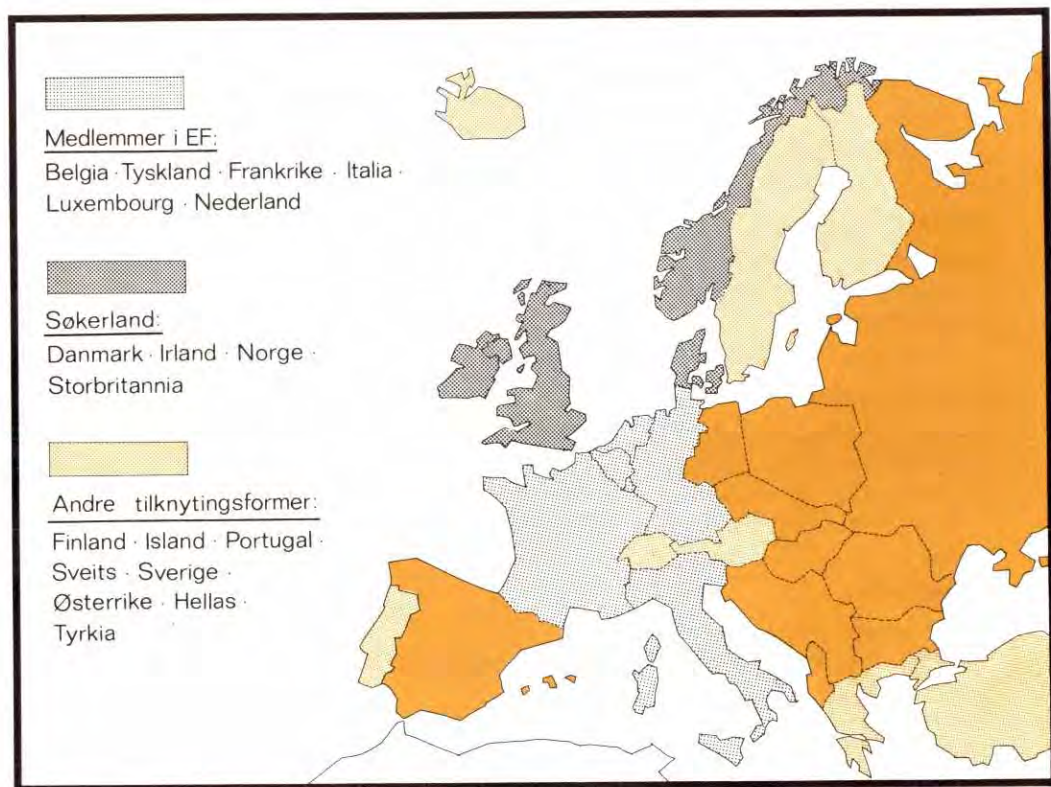 Medlemmer i EF:
Belgia · Tyskland · Frankrike · Italia ·
Luxembourg · Nederland
Søkerland:
Danmark · Irland · Norge ·
Storbritannia
Andre tilknytingsformer:
Finland · Island · Portugal ·
Sveits · Sverige ·
Østerrike · Hellas ·
Tyrkia